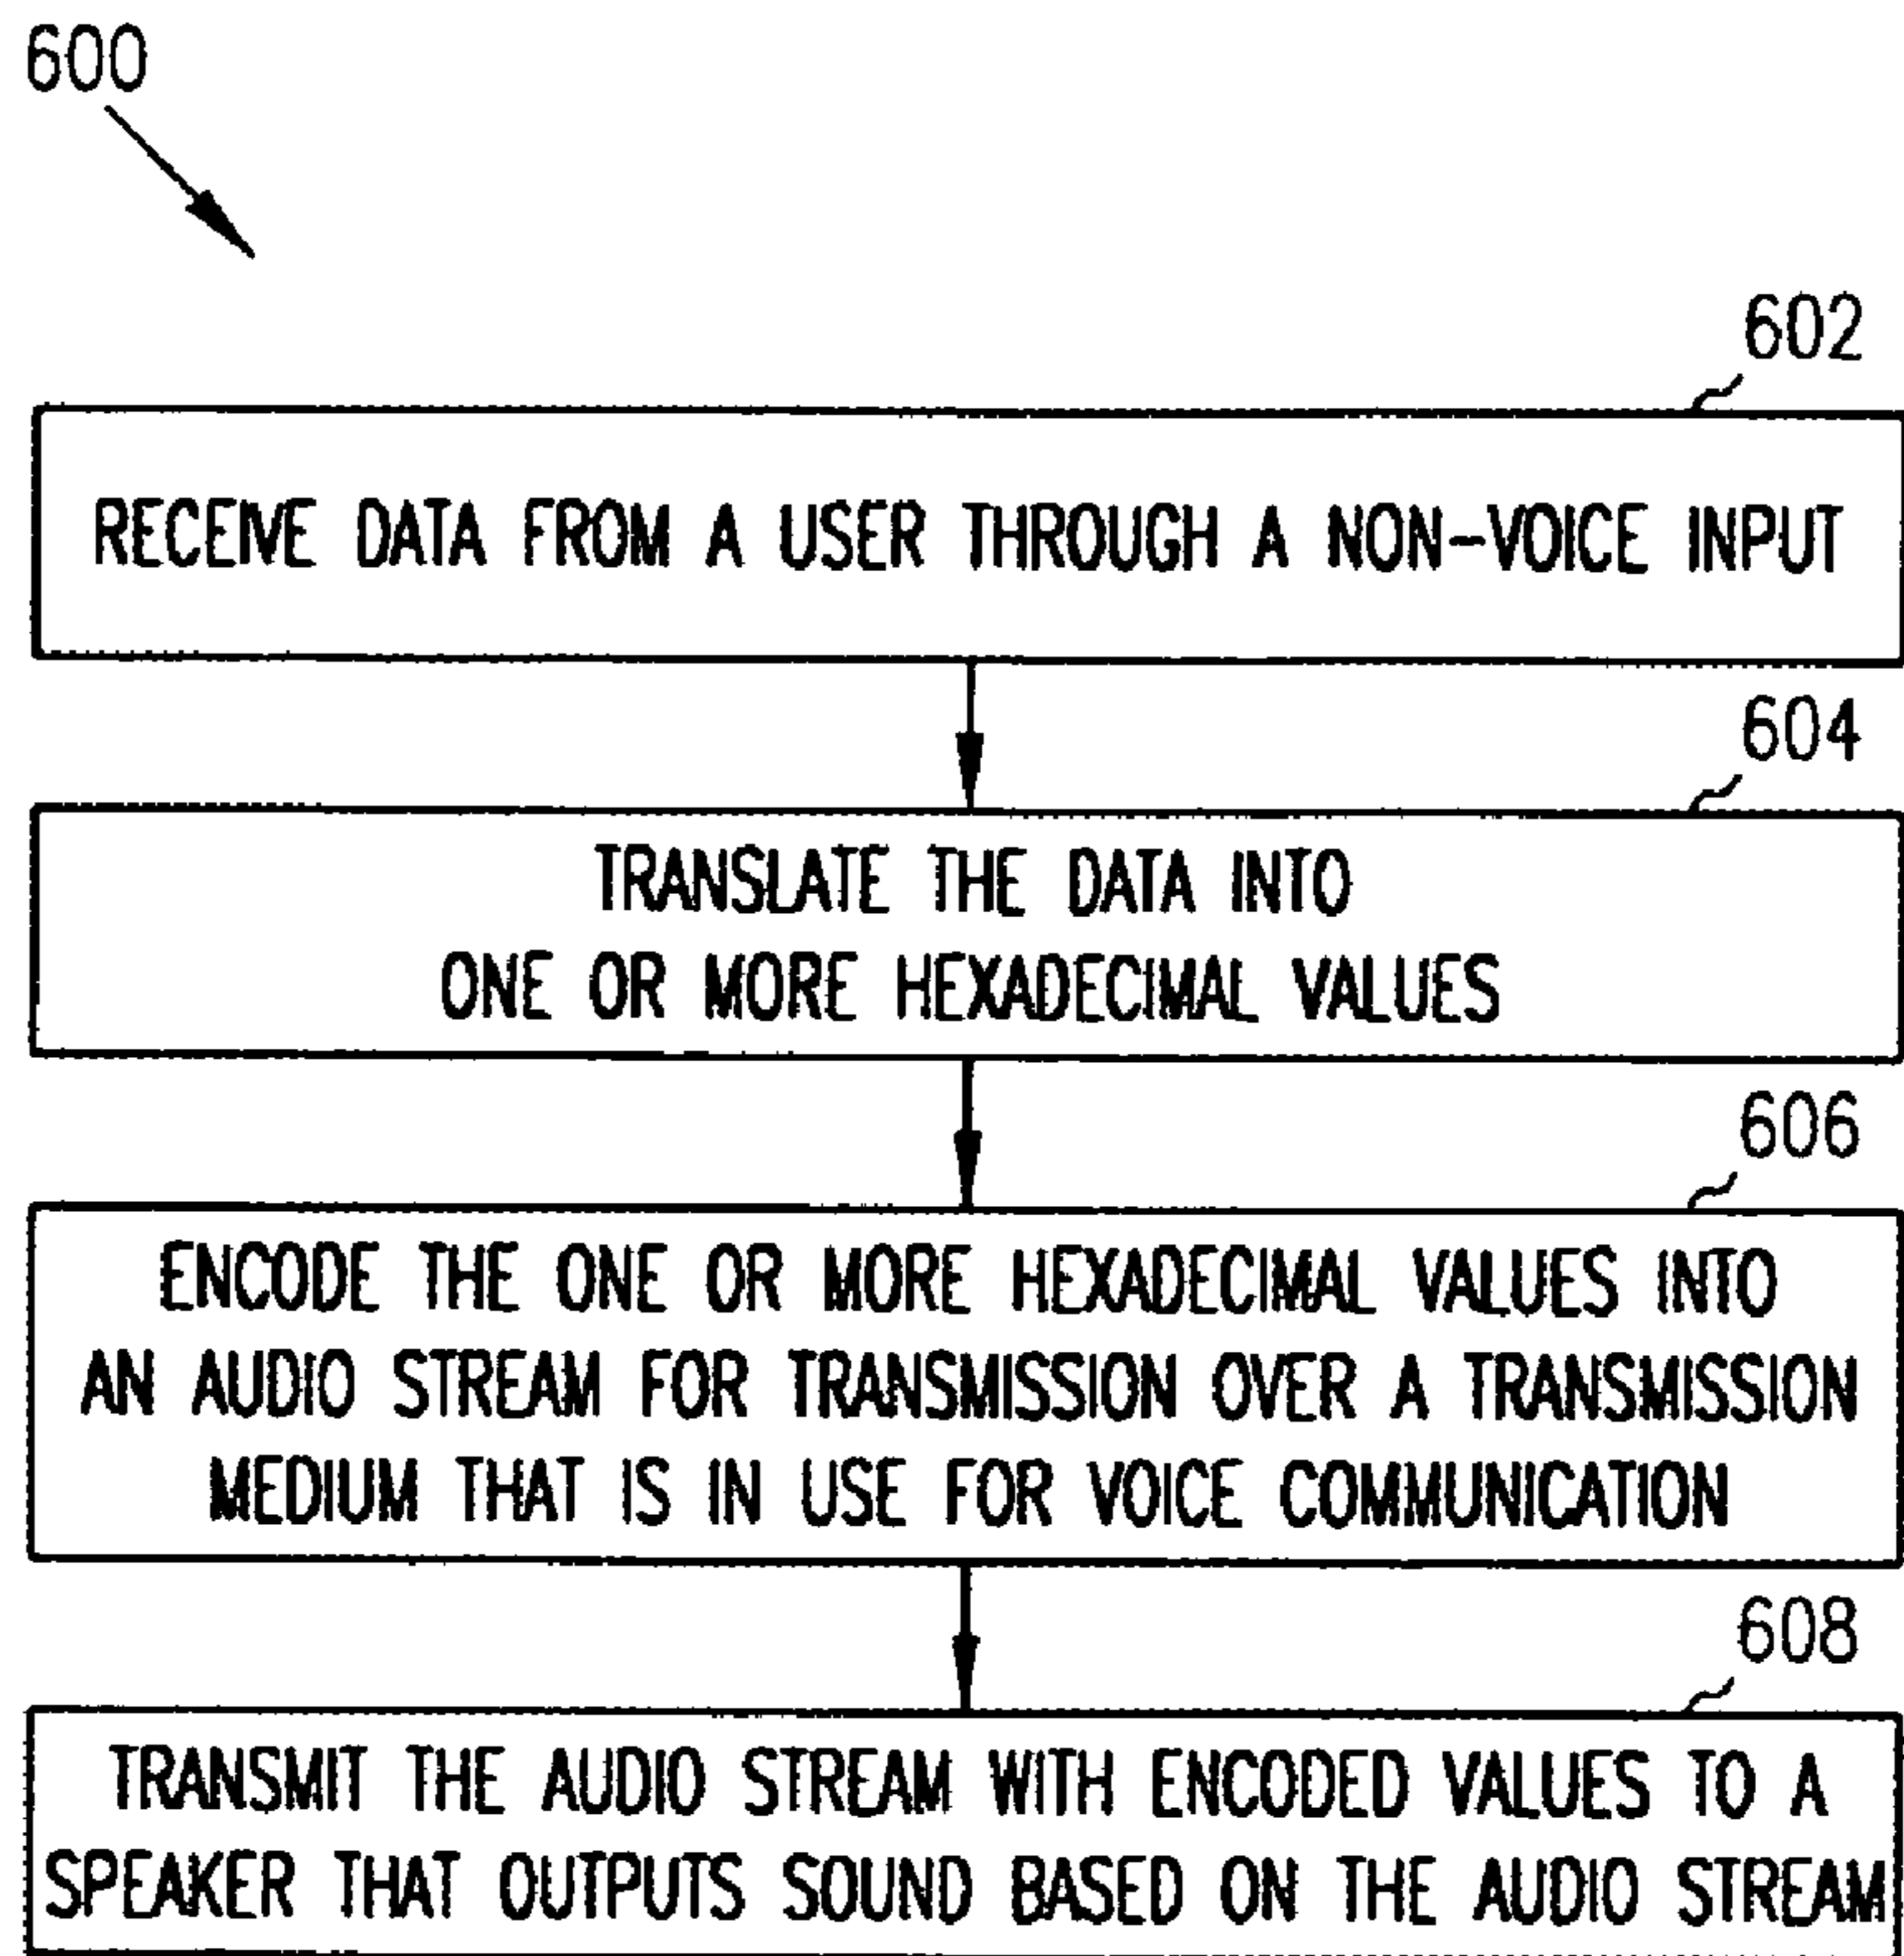 600
602
RECEIVE DATA FROM A USER THROUGH A NON-VOICE INPUT
604
TRANSLATE THE DATA INTO
ONE OR MORE HEXADECIMAL VALUES
606
ENCODE THE ONE OR MORE HEXADECIMAL VALUES INTO
AN AUDIO STREAM FOR TRANSMISSION OVER A TRANSMISSION
MEDIUM THAT IS IN USE FOR VOICE COMMUNICATION
608
TRANSMIT THE AUDIO STREAM WITH ENCODED VALUES TO A
SPEAKER THAT OUTPUTS SOUND BASED ON THE AUDIO STREAM